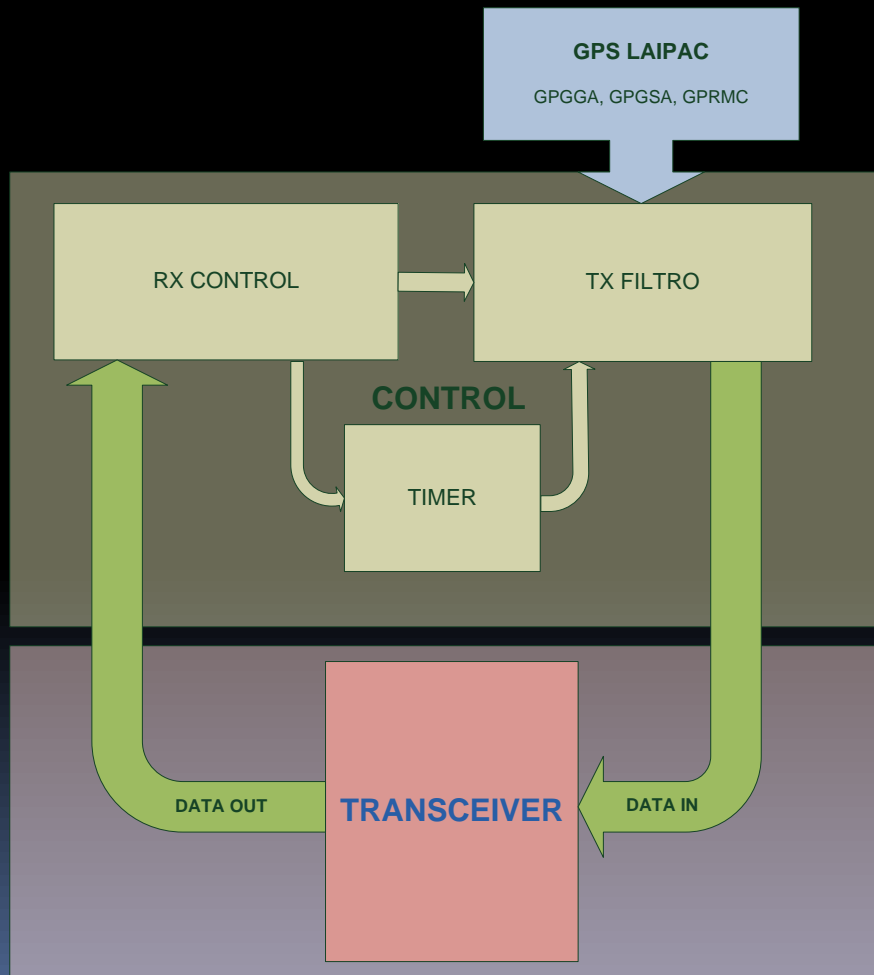 GPS LAIPAC
GPGGA, GPGSA, GPRMC
RX CONTROL
TX FILTRO
CONTROL
TIMER
DATA OUT
TRANSCEIVER
DATA IN